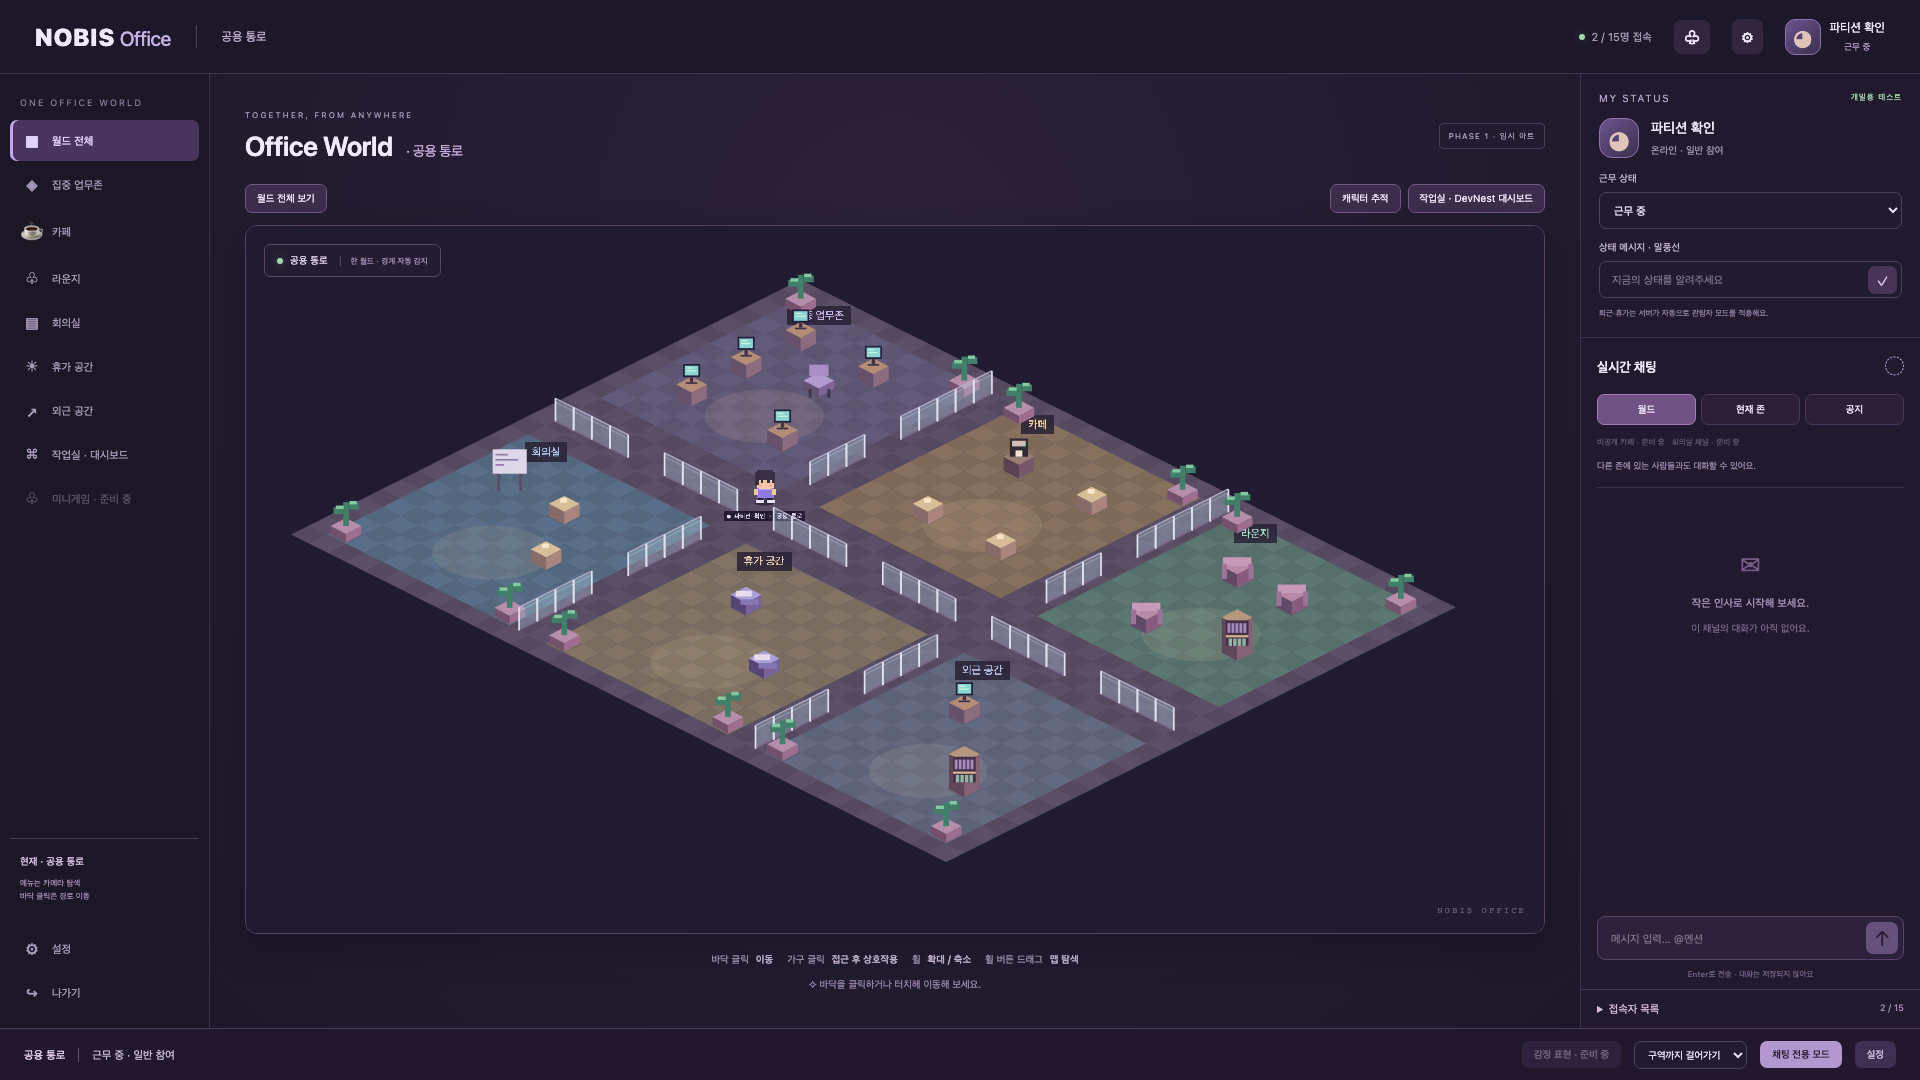 NOBIS Office
공용 통로
2 / 15명 접속
파티션 확인
근무 중
ONE OFFICE WORLD
월드 전체
집중 업무존
카페
라운지
회의실
휴가 공간
외근 공간
작업실 · 대시보드
미니게임 · 준비 중
현재 · 공용 통로
메뉴는 카메라 탐색
바닥 클릭은 경로 이동
설정
나가기
TOGETHER, FROM ANYWHERE
Office World · 공용 통로
PHASE 1 · 임시 아트
월드 전체 보기
캐릭터 추적
작업실 · DevNest 대시보드
공용 통로
한 월드 · 경계 자동 감지
업무존
카페
회의실
라운지
휴가 공간
외근 공간
NOBIS OFFICE
바닥 클릭 이동 가구 클릭 접근 후 상호작용 휠 확대 / 축소 휠 버튼 드래그 맵 탐색
바닥을 클릭하거나 터치해 이동해 보세요.
MY STATUS
개발용 테스트
파티션 확인
온라인 · 일반 참여
근무 상태
근무 중
상태 메시지 · 말풍선
지금의 상태를 알려주세요
퇴근·휴가는 서버가 자동으로 관람자 모드를 적용해요.
실시간 채팅
월드
현재 존
공지
비공개 카페 · 준비 중 회의실 채널 · 준비 중
다른 존에 있는 사람들과도 대화할 수 있어요.
작은 인사로 시작해 보세요.
이 채널의 대화가 아직 없어요.
메시지 입력... @멘션
Enter로 전송 · 대화는 저장되지 않아요
접속자 목록
2 / 15
공용 통로
근무 중 · 일반 참여
감정 표현 · 준비 중
구역까지 걸어가기
채팅 전용 모드
설정